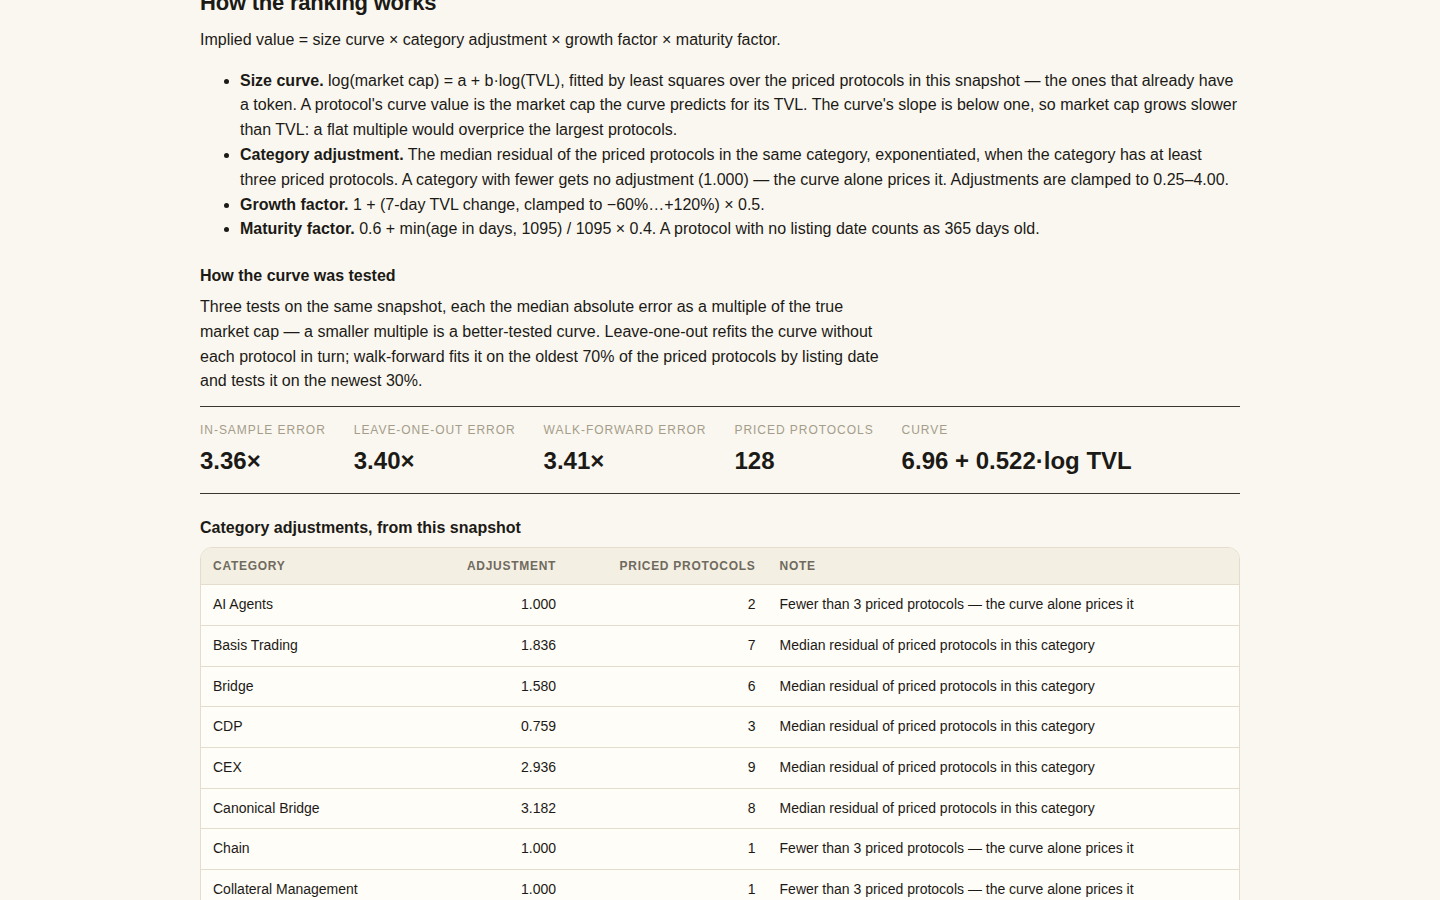 How the ranking works
Implied value = size curve × category adjustment × growth factor × maturity factor.
• Size curve. log(market cap) = a + b·log(TVL), fitted by least squares over the priced protocols in this snapshot — the ones that already have
a token. A protocol's curve value is the market cap the curve predicts for its TVL. The curve's slope is below one, so market cap grows slower
than TVL: a flat multiple would overprice the largest protocols.
• Category adjustment. The median residual of the priced protocols in the same category, exponentiated, when the category has at least
three priced protocols. A category with fewer gets no adjustment (1.000) — the curve alone prices it. Adjustments are clamped to 0.25–4.00.
• Growth factor. 1 + (7-day TVL change, clamped to −60%…+120%) × 0.5.
• Maturity factor. 0.6 + min(age in days, 1095) / 1095 × 0.4. A protocol with no listing date counts as 365 days old.
How the curve was tested
Three tests on the same snapshot, each the median absolute error as a multiple of the true
market cap — a smaller multiple is a better-tested curve. Leave-one-out refits the curve without
each protocol in turn; walk-forward fits it on the oldest 70% of the priced protocols by listing date
and tests it on the newest 30%.
IN-SAMPLE ERROR LEAVE-ONE-OUT ERROR WALK-FORWARD ERROR PRICED PROTOCOLS CURVE
3.36× 3.40× 3.41× 128 6.96 + 0.522·log TVL
Category adjustments, from this snapshot
CATEGORY ADJUSTMENT PRICED PROTOCOLS NOTE
AI Agents 1.000 2 Fewer than 3 priced protocols — the curve alone prices it
Basis Trading 1.836 7 Median residual of priced protocols in this category
Bridge 1.580 6 Median residual of priced protocols in this category
CDP 0.759 3 Median residual of priced protocols in this category
CEX 2.936 9 Median residual of priced protocols in this category
Canonical Bridge 3.182 8 Median residual of priced protocols in this category
Chain 1.000 1 Fewer than 3 priced protocols — the curve alone prices it
Collateral Management 1.000 1 Fewer than 3 priced protocols — the curve alone prices it